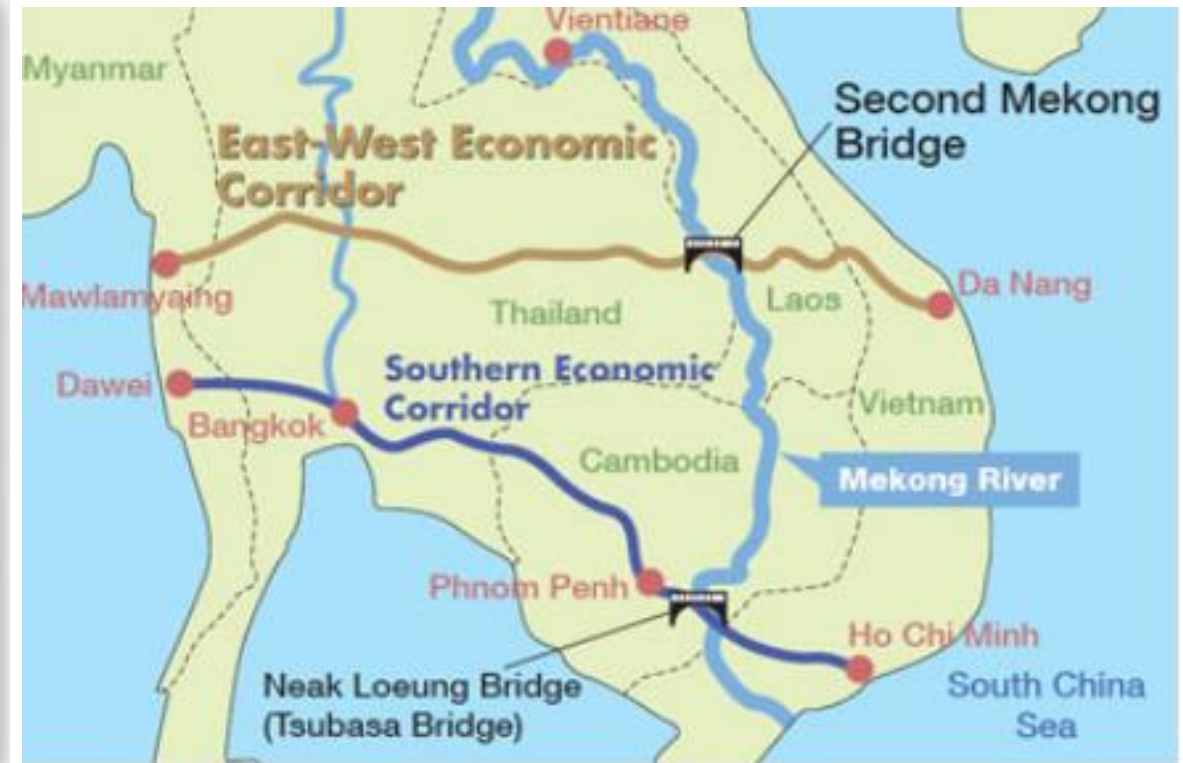 Vientiane
Myanmar
Second Mekong
Bridge
East-West Economic
Corridor
Mawlamyaing
Da Nang
Laos
Thailand
Southern Economic
Corridor
Dawei
Bangkok
Vietnam
Cambodia
Mekong River
Phnom Penh
Ho Chi Minh
Neak Loeung Bridge
(Tsubasa Bridge)
South China
Sea